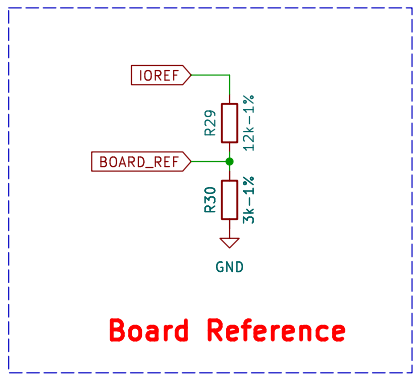 IOREF
R29
12k-1%
BOARD_REF
R30
3k-1%
GND
Board Reference